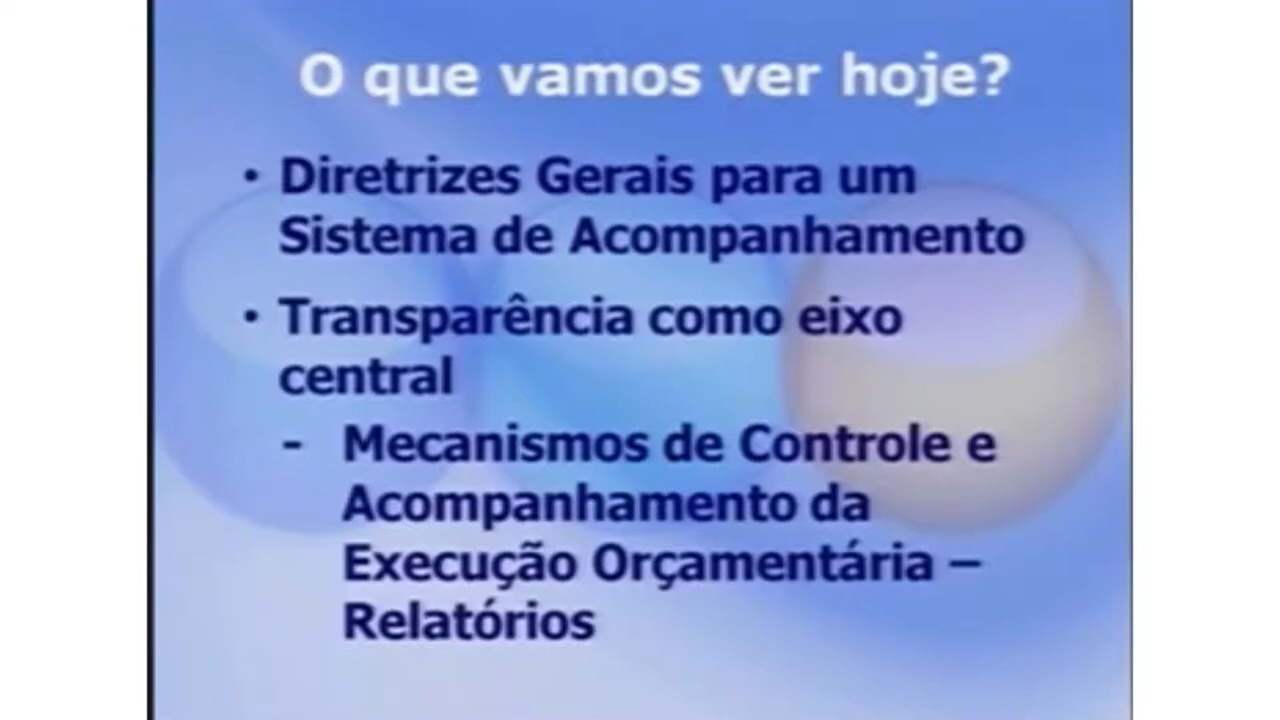 O que vamos ver hoje?
• Diretrizes Gerais para um
Sistema de Acompanhamento
• Transparência como eixo
central
- Mecanismos de Controle e
Acompanhamento da
Execução Orçamentária –
Relatórios